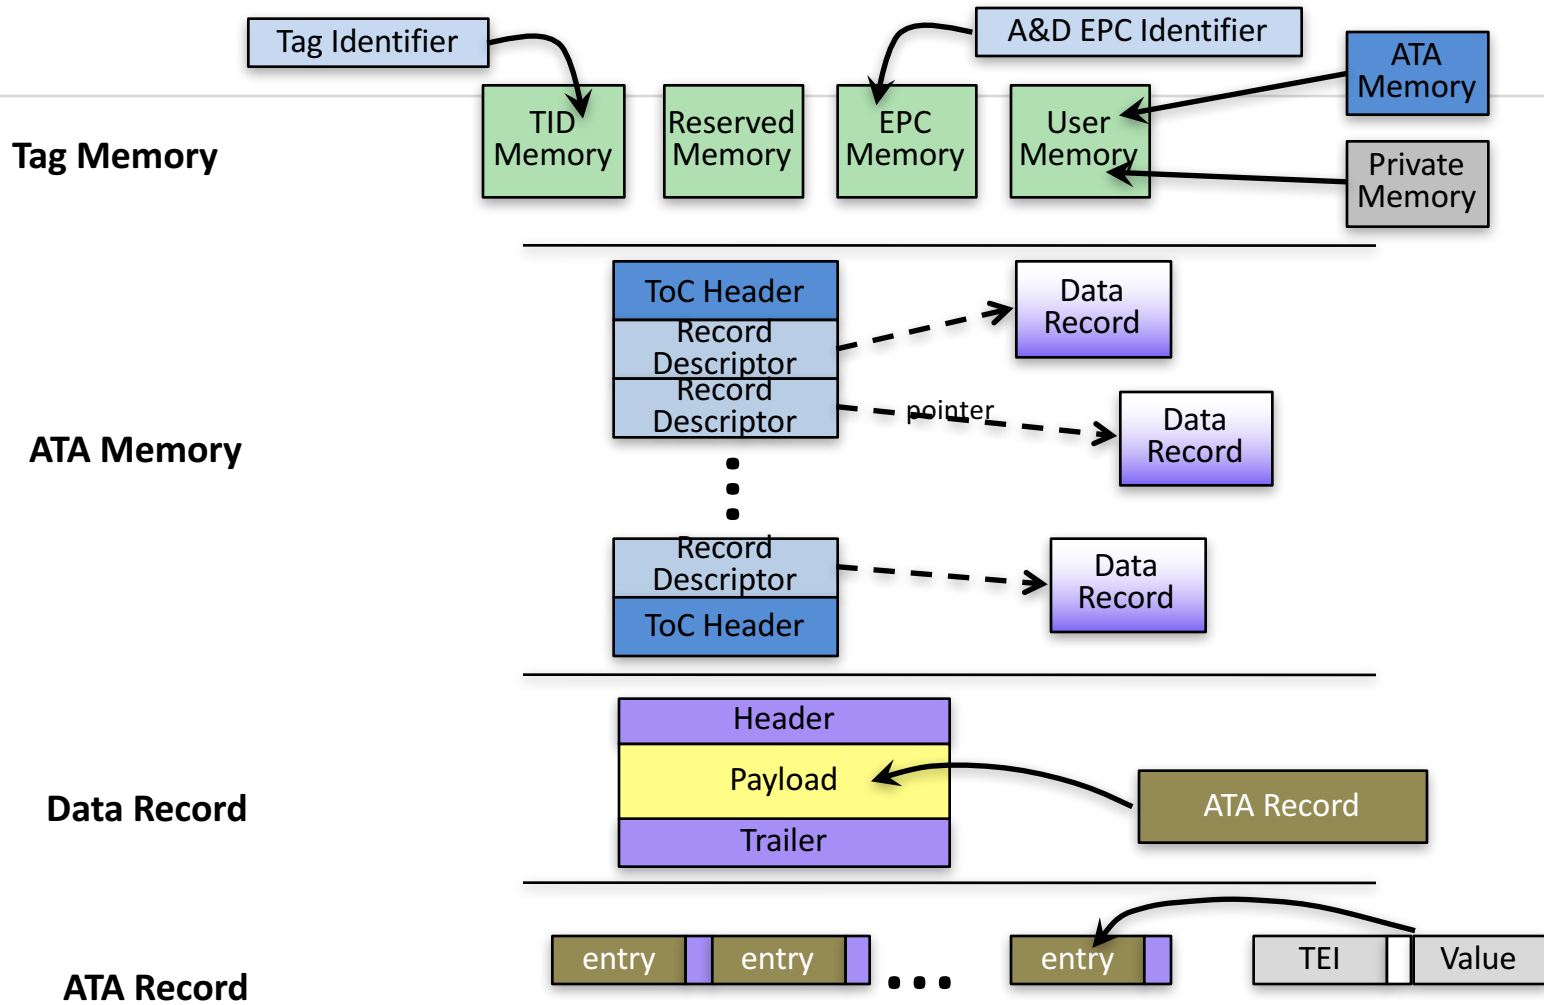 Tag Identifier
A&D EPC Identifier
ATA
Memory
Tag Memory
TID
Memory
Reserved
Memory
EPC
Memory
User
Memory
Private
Memory
ToC Header
Record
Descriptor
Record
Descriptor
Data
Record
pointer
Data
Record
ATA Memory
Record
Descriptor
ToC Header
Data
Record
Header
Payload
Trailer
Data Record
ATA Record
entry
entry
entry
TEI
Value
ATA Record